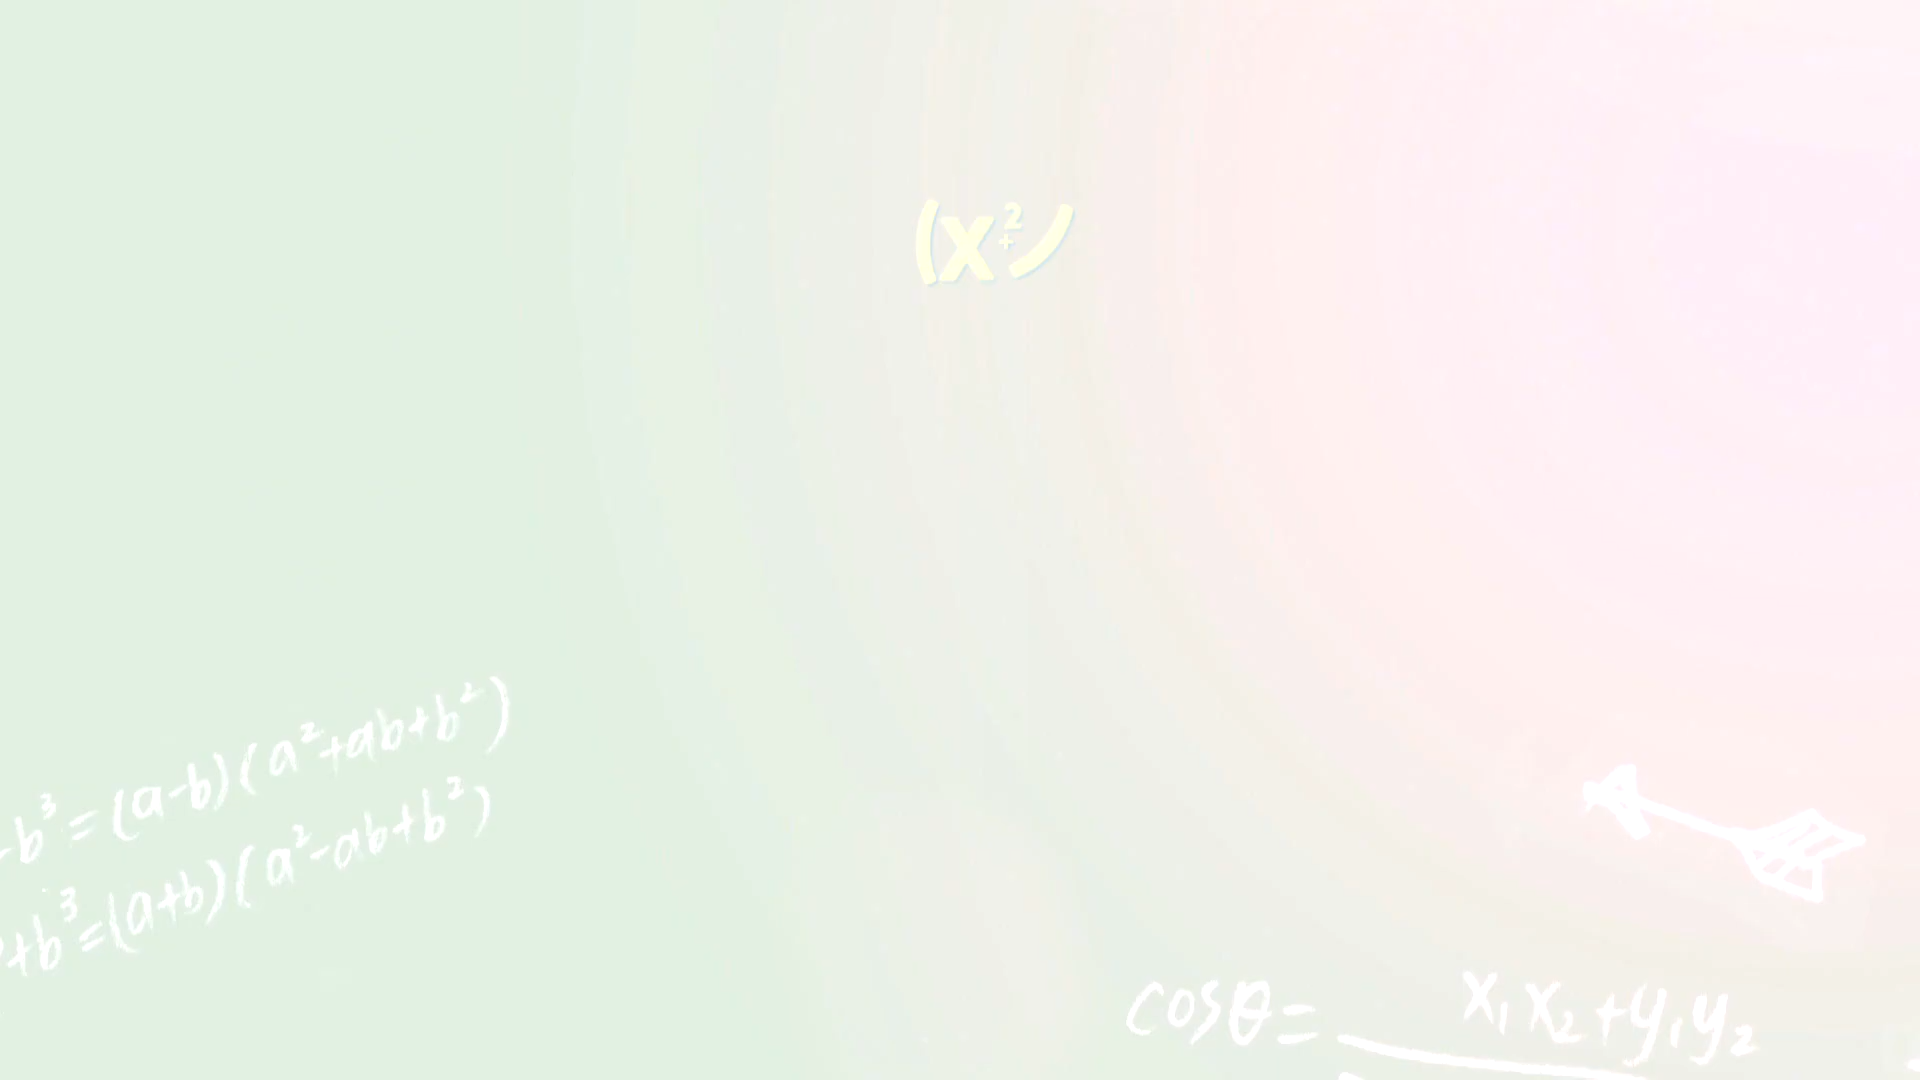 (x²+)
-b³=(a-b)(a²+ab+b²)
+b³=(a+b)(a²-ab+b²)
cosθ=
x₁x₂+y₁y₂